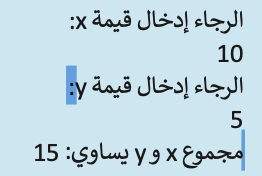 الرجاء إدخال قيمة x:
10
الرجاء إدخال قيمة y:
5
مجموع x و y يساوي: 15